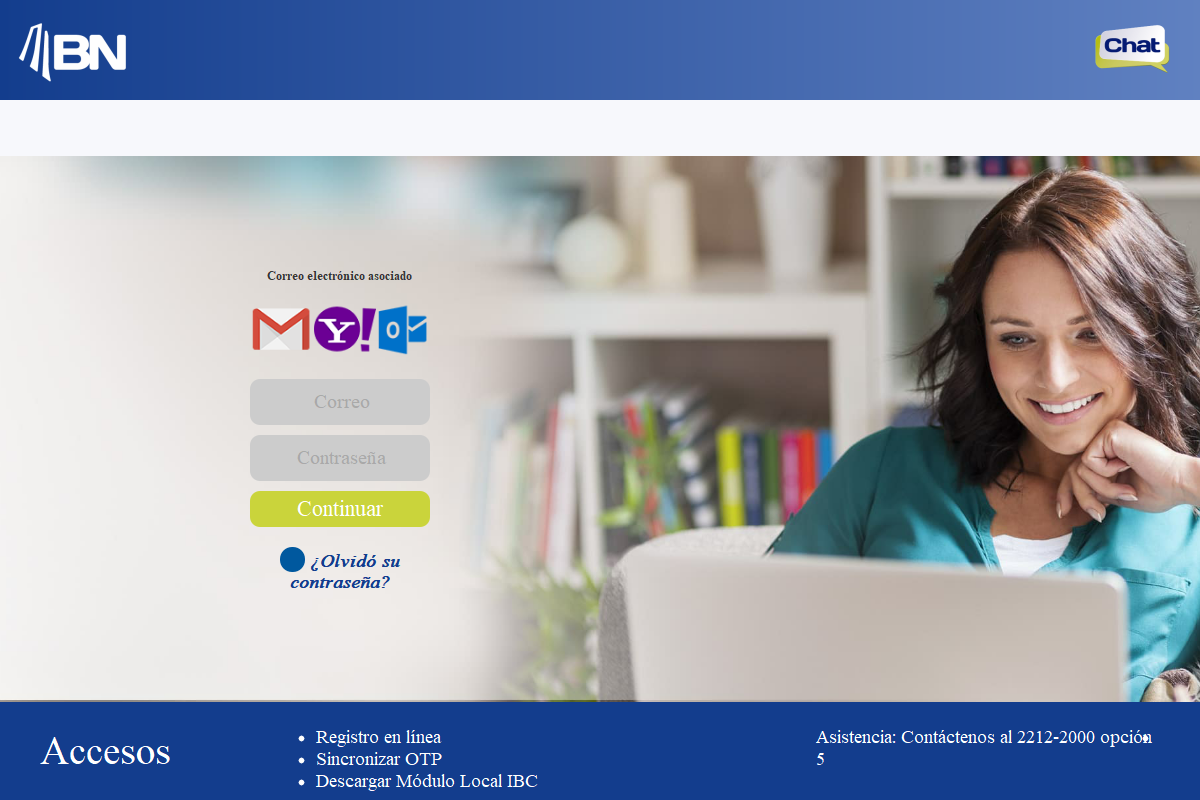 BN
Chat
Correo electrónico asociado
M Y! O
Correo
Contraseña
Continuar
¿Olvidó su
contraseña?
Accesos
Registro en línea
Sincronizar OTP
Descargar Módulo Local IBC
Asistencia: Contáctenos al 2212-2000 opción
5